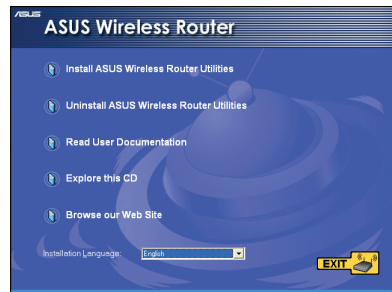 ASUS
ASUS Wireless Router
Install ASUS Wireless Router Utilities
Uninstall ASUS Wireless Router Utilities
Read User Documentation
Explore this CD
Browse our Web Site
Installation Language: English
EXIT